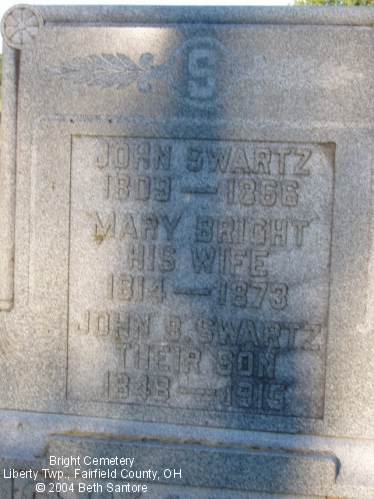 S
JOHN SWARTZ
1809 — 1866
MARY BRIGHT
HIS WIFE
1814 — 1873
JOHN B. SWARTZ
THEIR SON
1848 — 1915
Bright Cemetery
Liberty Twp., Fairfield County, OH
© 2004 Beth Santore